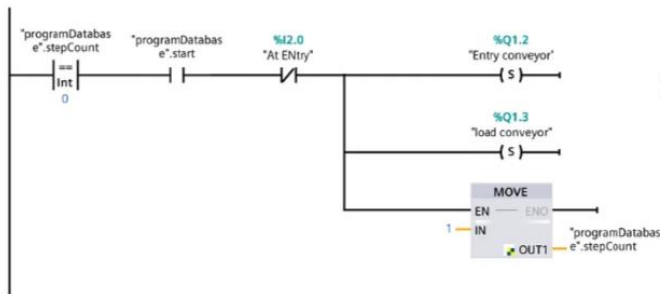 "programDatabas
e".stepCount
==
Int
0
"programDatabas
e".start
%I2.0
"At ENtry"
%Q1.2
"Entry conveyor"
S
%Q1.3
"load conveyor"
S
MOVE
EN
ENO
1
IN
OUT1
"programDatabas
e".stepCount